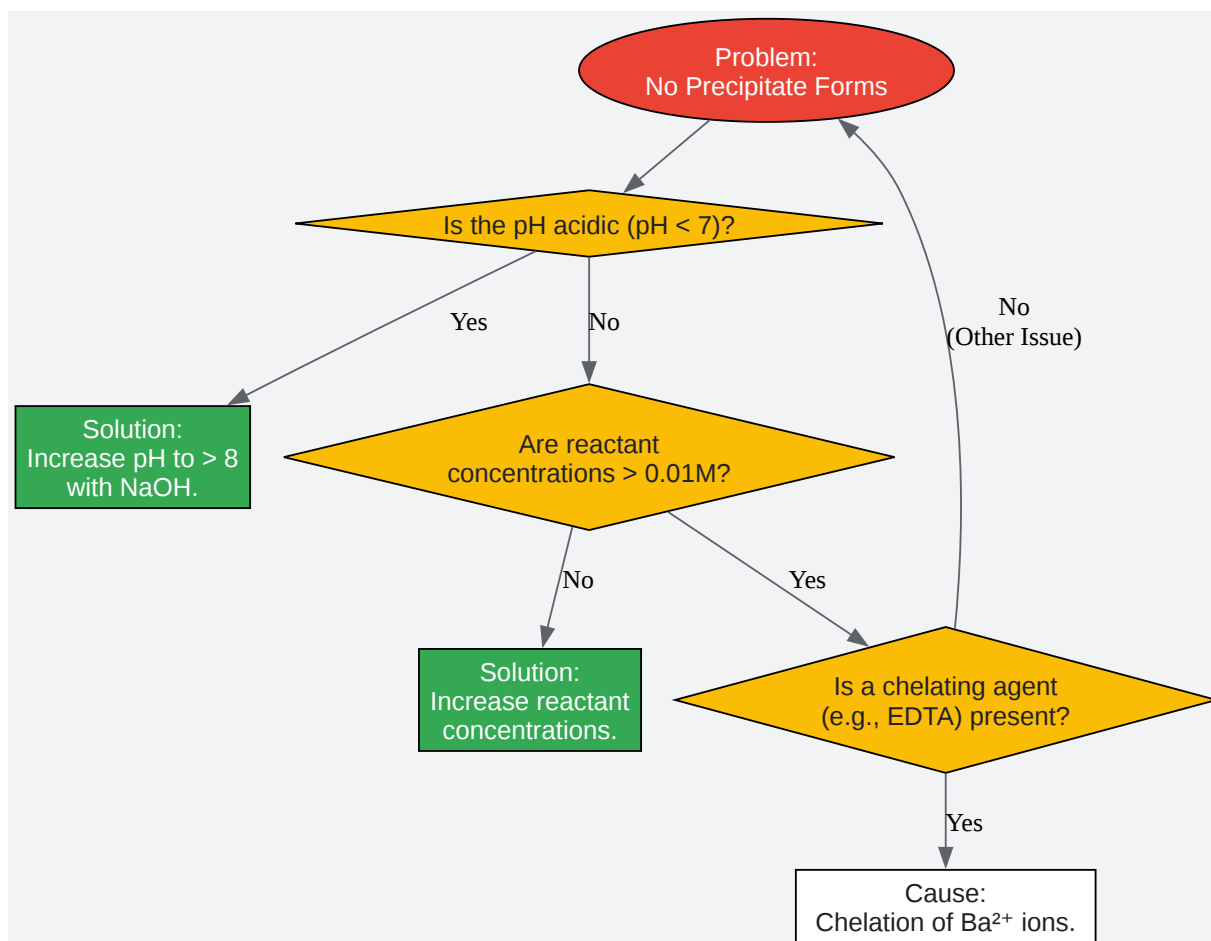 Problem:
No Precipitate Forms
Is the pH acidic (pH < 7)?
Yes
No
No
(Other Issue)
Solution:
Increase pH to > 8
with NaOH.
Are reactant
concentrations > 0.01M?
No
Yes
Solution:
Increase reactant
concentrations.
Is a chelating agent
(e.g., EDTA) present?
Yes
Cause:
Chelation of Ba²⁺ ions.